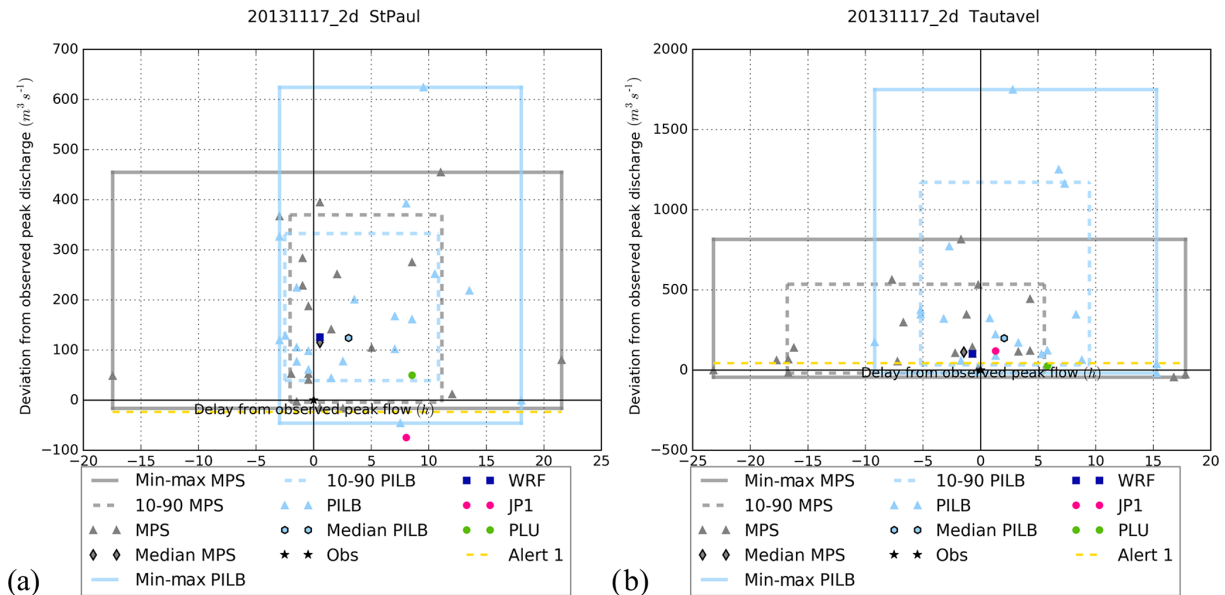 20131117_2d StPaul
700
600
500
400
300
200
100
0
−100
Deviation from observed peak discharge (m³ s⁻¹)
Delay from observed peak flow (h)
−20 −15 −10 −5 0 5 10 15 20 25
Min-max MPS
10-90 MPS
MPS
Median MPS
Min-max PILB
10-90 PILB
PILB
Median PILB
Obs
WRF
JP1
PLU
Alert 1
(a)
20131117_2d Tautavel
2000
1500
1000
500
0
−500
Deviation from observed peak discharge (m³ s⁻¹)
Delay from observed peak flow (h)
−25 −20 −15 −10 −5 0 5 10 15 20
Min-max MPS
10-90 MPS
MPS
Median MPS
Min-max PILB
10-90 PILB
PILB
Median PILB
Obs
WRF
JP1
PLU
Alert 1
(b)